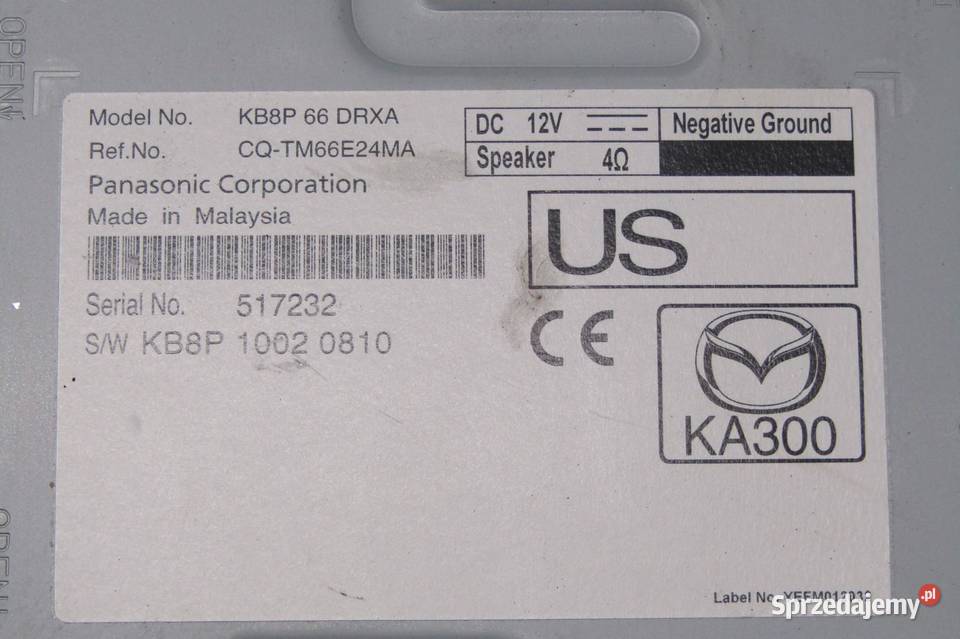 OPEN
Model No. KB8P 66 DRXA
Ref.No. CQ-TM66E24MA
Panasonic Corporation
Made in Malaysia
DC 12V Negative Ground
Speaker 4Ω
US
Serial No. 517232
S/W KB8P 1002 0810
CE
KA300
OPEN
Label No.
Sprzedajemy.pl